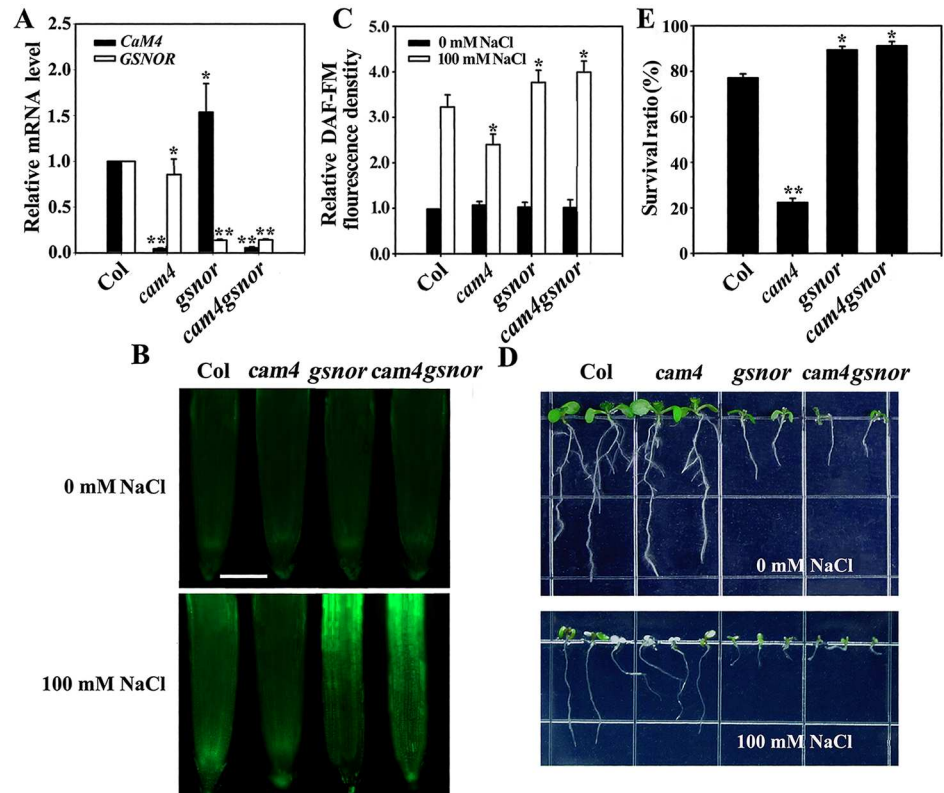 A
Relative mRNA level
2.5
2.0
1.5
1.0
0.5
0.0
CaM4
GSNOR
**
*
*
**
**
**
Col
cam4
gsnor
cam4gsnor
C
Relative DAF-FM
flourescence denstity
5.0
4.0
3.0
2.0
1.0
0.0
0 mM NaCl
100 mM NaCl
*
*
*
Col
cam4
gsnor
cam4gsnor
E
Survival ratio (%)
100
80
60
40
20
0
**
*
*
Col
cam4
gsnor
cam4gsnor
B
Col cam4 gsnor cam4gsnor
0 mM NaCl
100 mM NaCl
D
Col cam4 gsnor cam4gsnor
0 mM NaCl
100 mM NaCl